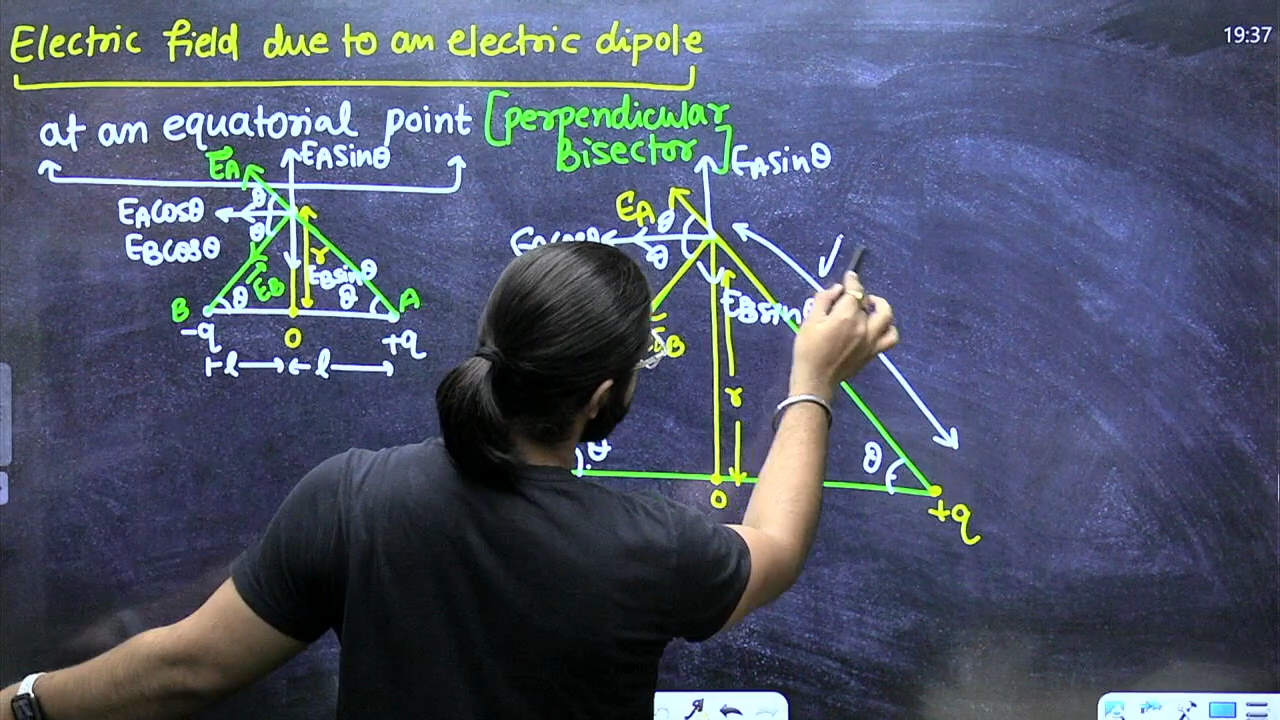 Electric field due to an electric dipole
19:37
at an equatorial point [perpendicular
Bisector]
EA
EAsinθ
EAcosθ
θ
EBcosθ
θ
r
EBsinθ
EB
θ
θ
B
A
-q
O
+q
l
l
EAsinθ
EA
θ
θ
EBsinθ
B
r
θ
θ
O
+q